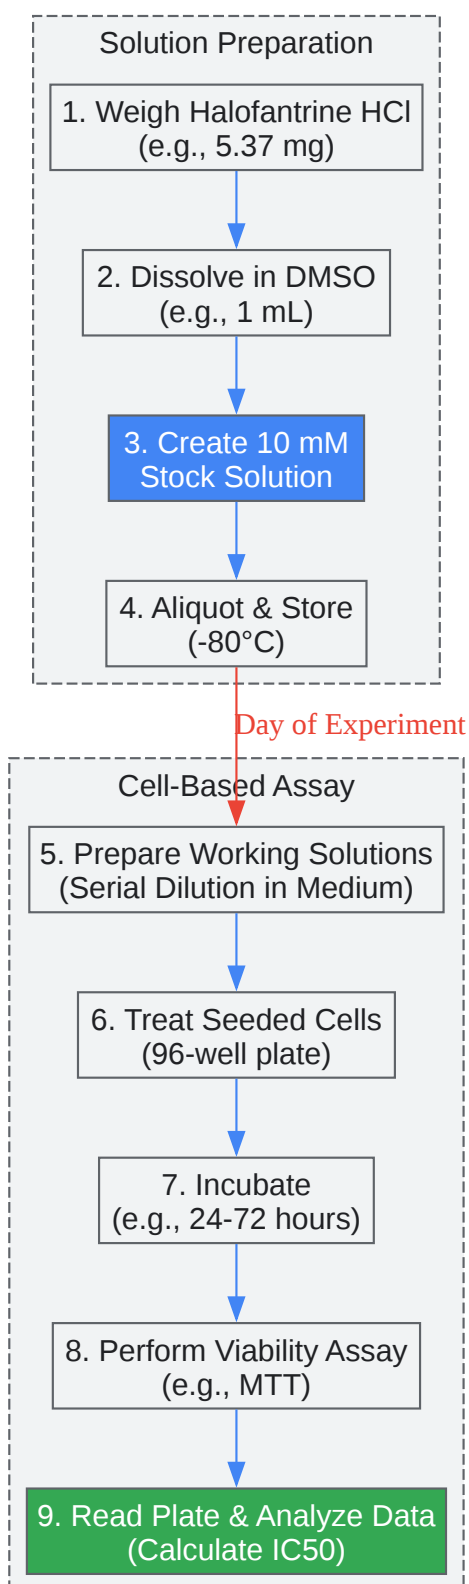 Solution Preparation
1. Weigh Halofantrine HCl
(e.g., 5.37 mg)
2. Dissolve in DMSO
(e.g., 1 mL)
3. Create 10 mM
Stock Solution
4. Aliquot & Store
(-80°C)
Day of Experiment
Cell-Based Assay
5. Prepare Working Solutions
(Serial Dilution in Medium)
6. Treat Seeded Cells
(96-well plate)
7. Incubate
(e.g., 24-72 hours)
8. Perform Viability Assay
(e.g., MTT)
9. Read Plate & Analyze Data
(Calculate IC50)